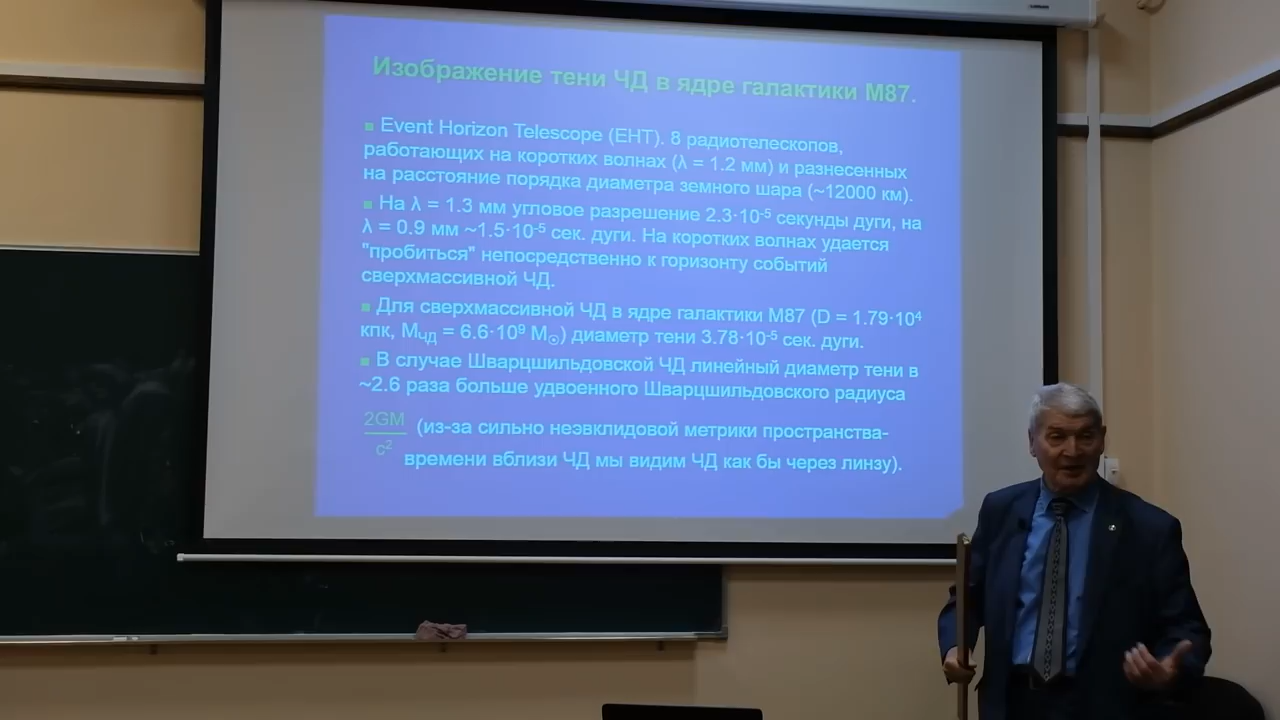 Изображение тени ЧД в ядре галактики M87.
▪ Event Horizon Telescope (EHT). 8 радиотелескопов,
работающих на коротких волнах (λ = 1.2 мм) и разнесенных
на расстояние порядка диаметра земного шара (~12000 км).
▪ На λ = 1.3 мм угловое разрешение 2.3·10⁻⁵ секунды дуги, на
λ = 0.9 мм ~1.5·10⁻⁵ сек. дуги. На коротких волнах удается
"пробиться" непосредственно к горизонту событий
сверхмассивной ЧД.
▪ Для сверхмассивной ЧД в ядре галактики M87 (D = 1.79·10⁴
кпк, MЧД = 6.6·10⁹ M☉) диаметр тени 3.78·10⁻⁵ сек. дуги.
▪ В случае Шварцшильдовской ЧД линейный диаметр тени в
~2.6 раза больше удвоенного Шварцшильдовского радиуса
2GM/c² (из-за сильно неэвклидовой метрики пространства-
времени вблизи ЧД мы видим ЧД как бы через линзу).